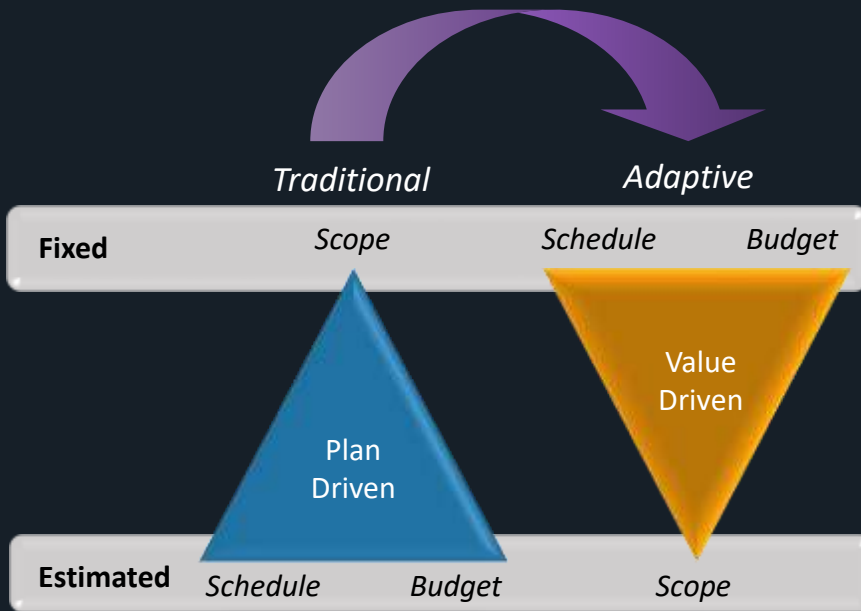 Traditional
Adaptive
Fixed
Scope
Schedule
Budget
Plan
Driven
Value
Driven
Estimated
Schedule
Budget
Scope